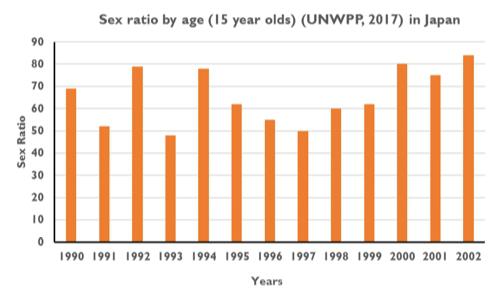 Sex ratio by age (15 year olds) (UNWPP, 2017) in Japan
90
80
70
60
50
40
30
20
10
0
Sex Ratio
1990 1991 1992 1993 1994 1995 1996 1997 1998 1999 2000 2001 2002
Years